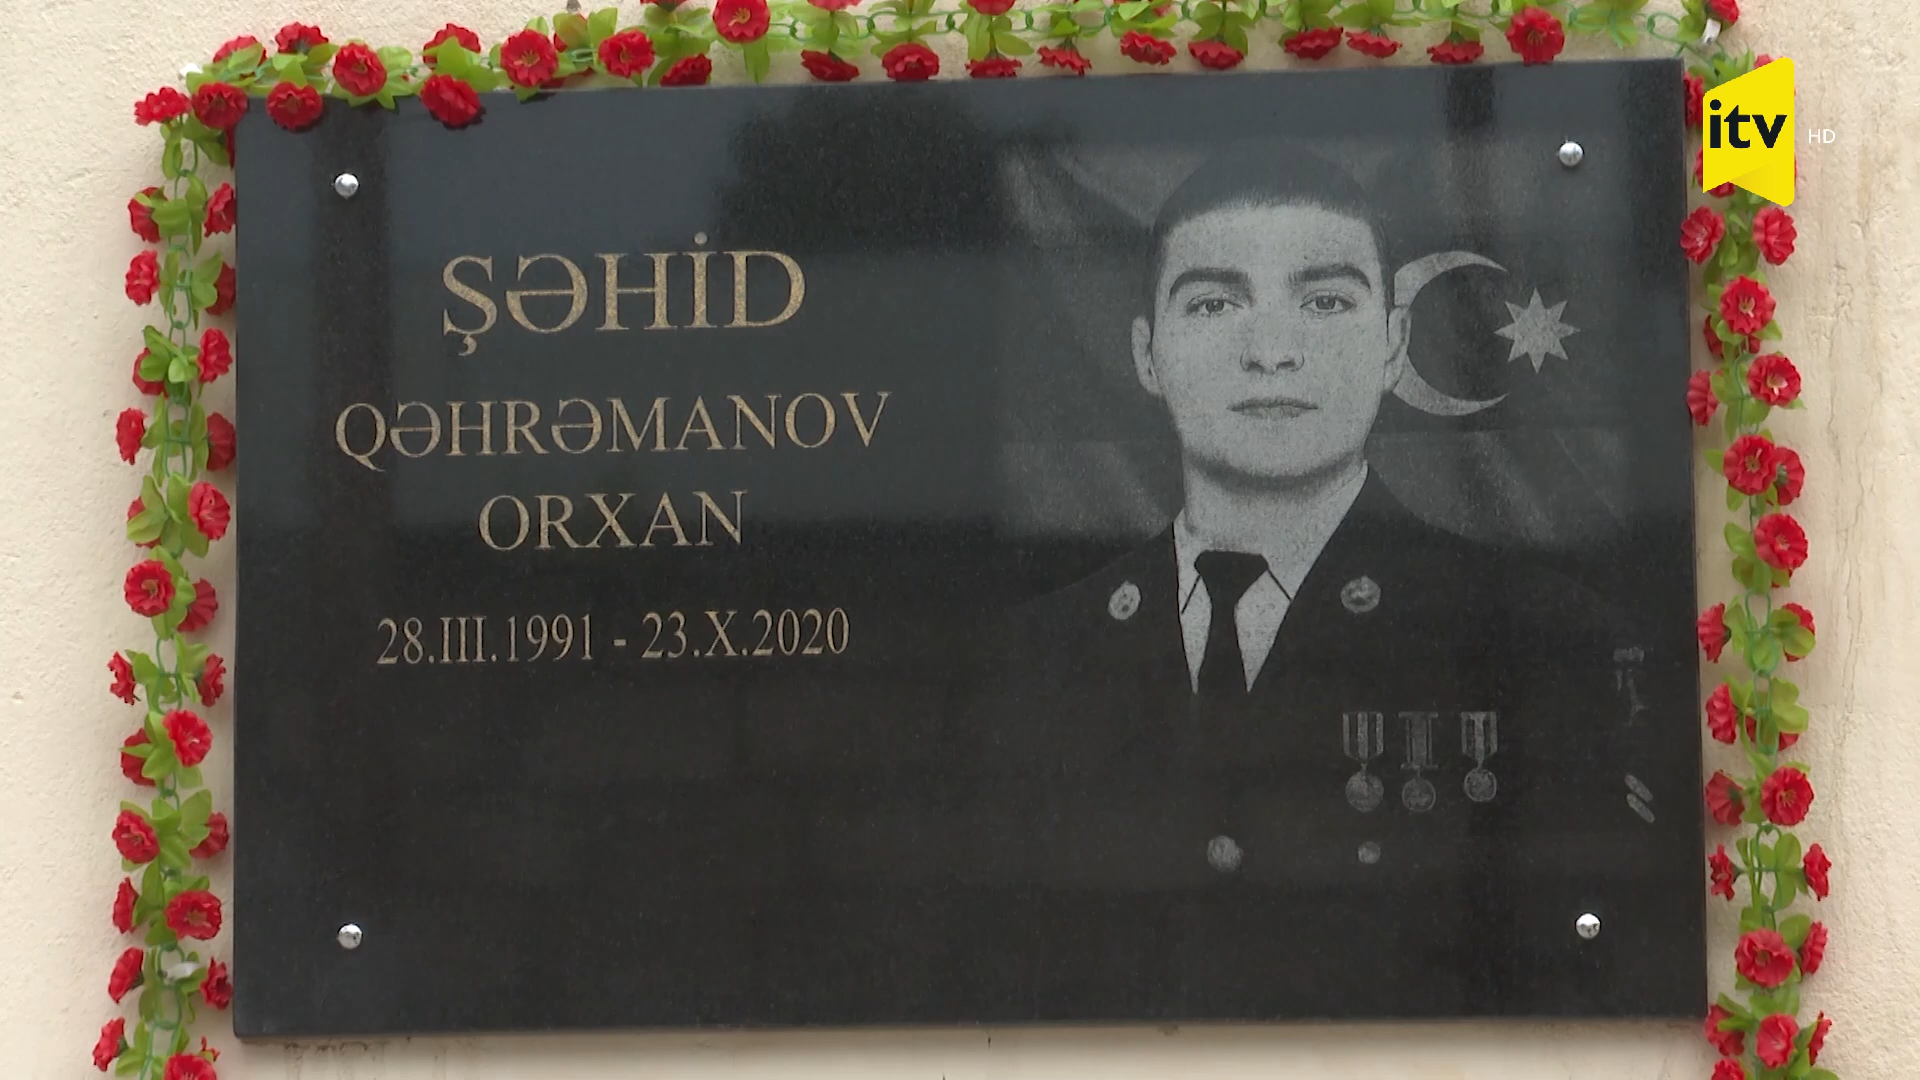 ŞƏHİD
QƏHRƏMANOV
ORXAN
28.III.1991 - 23.X.2020
itv HD